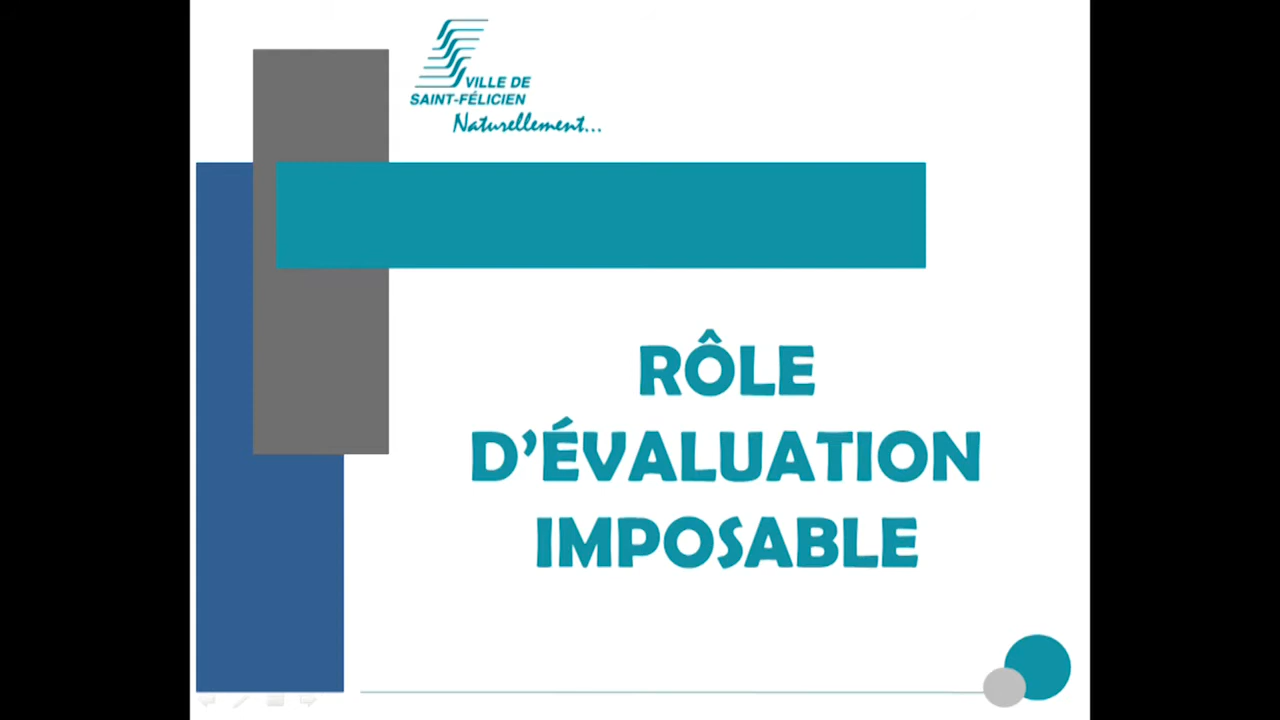 VILLE DE
SAINT-FÉLICIEN
Naturellement...
RÔLE
D’ÉVALUATION
IMPOSABLE